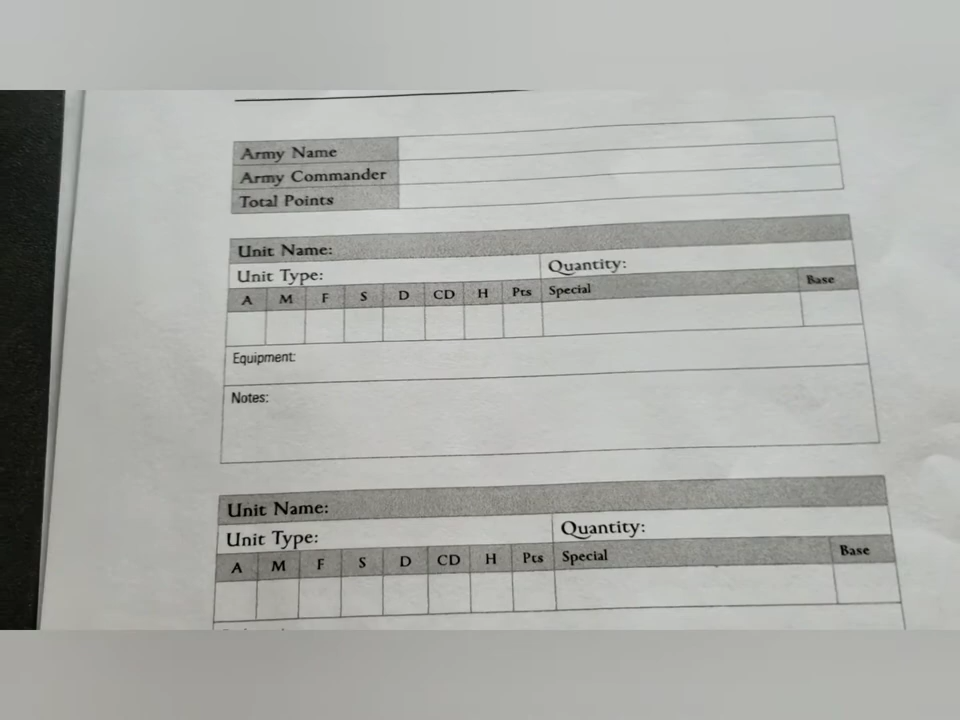 Army Name
Army Commander
Total Points
Unit Name:
Unit Type: Quantity:
A M F S D CD H Pts Special Base
Equipment:
Notes:
Unit Name:
Unit Type: Quantity:
A M F S D CD H Pts Special Base